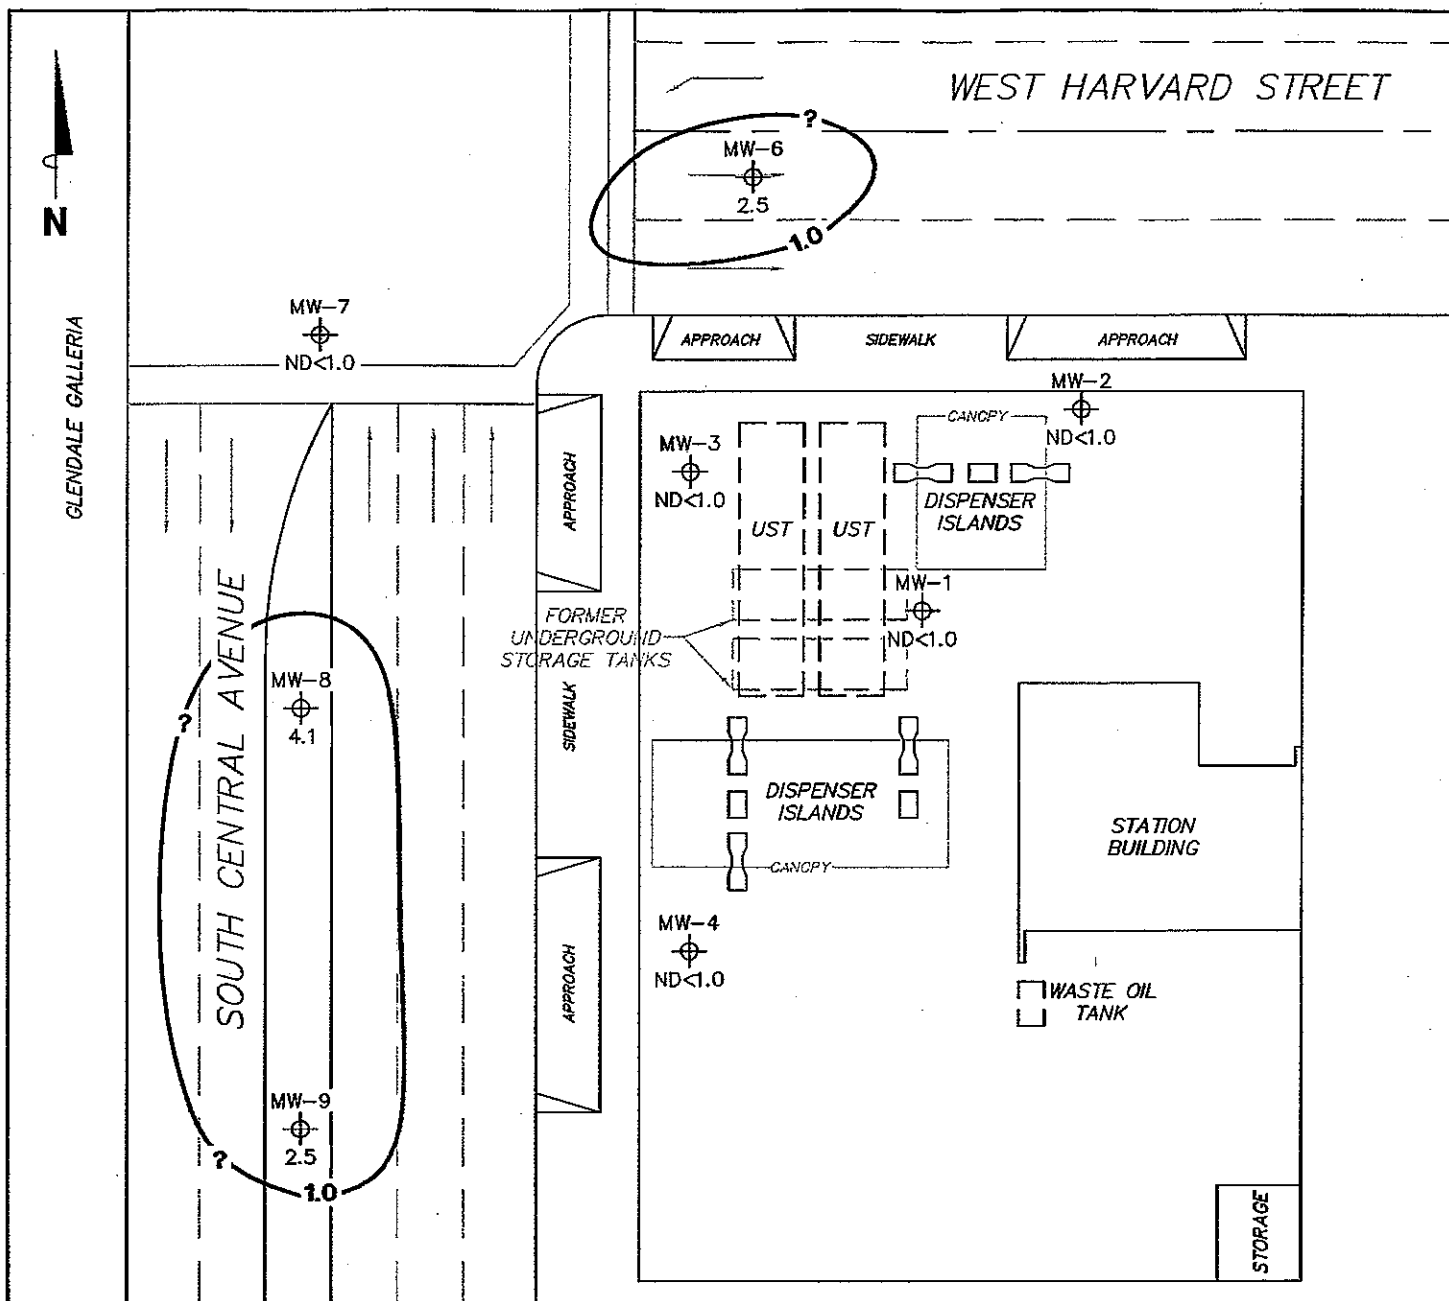 WEST HARVARD STREET
?
MW-6
2.5
1.0
N
MW-7
ND<1.0
GLENDALE GALLERIA
APPROACH
SIDEWALK
APPROACH
MW-2
ND<1.0
CANOPY
MW-3
ND<1.0
APPROACH
UST
UST
DISPENSER
ISLANDS
MW-1
ND<1.0
FORMER
UNDERGROUND
STORAGE TANKS
SOUTH CENTRAL AVENUE
MW-8
4.1
?
SIDEWALK
DISPENSER
ISLANDS
CANOPY
STATION
BUILDING
MW-4
ND<1.0
APPROACH
WASTE OIL
TANK
MW-9
2.5
?
1.0
STORAGE